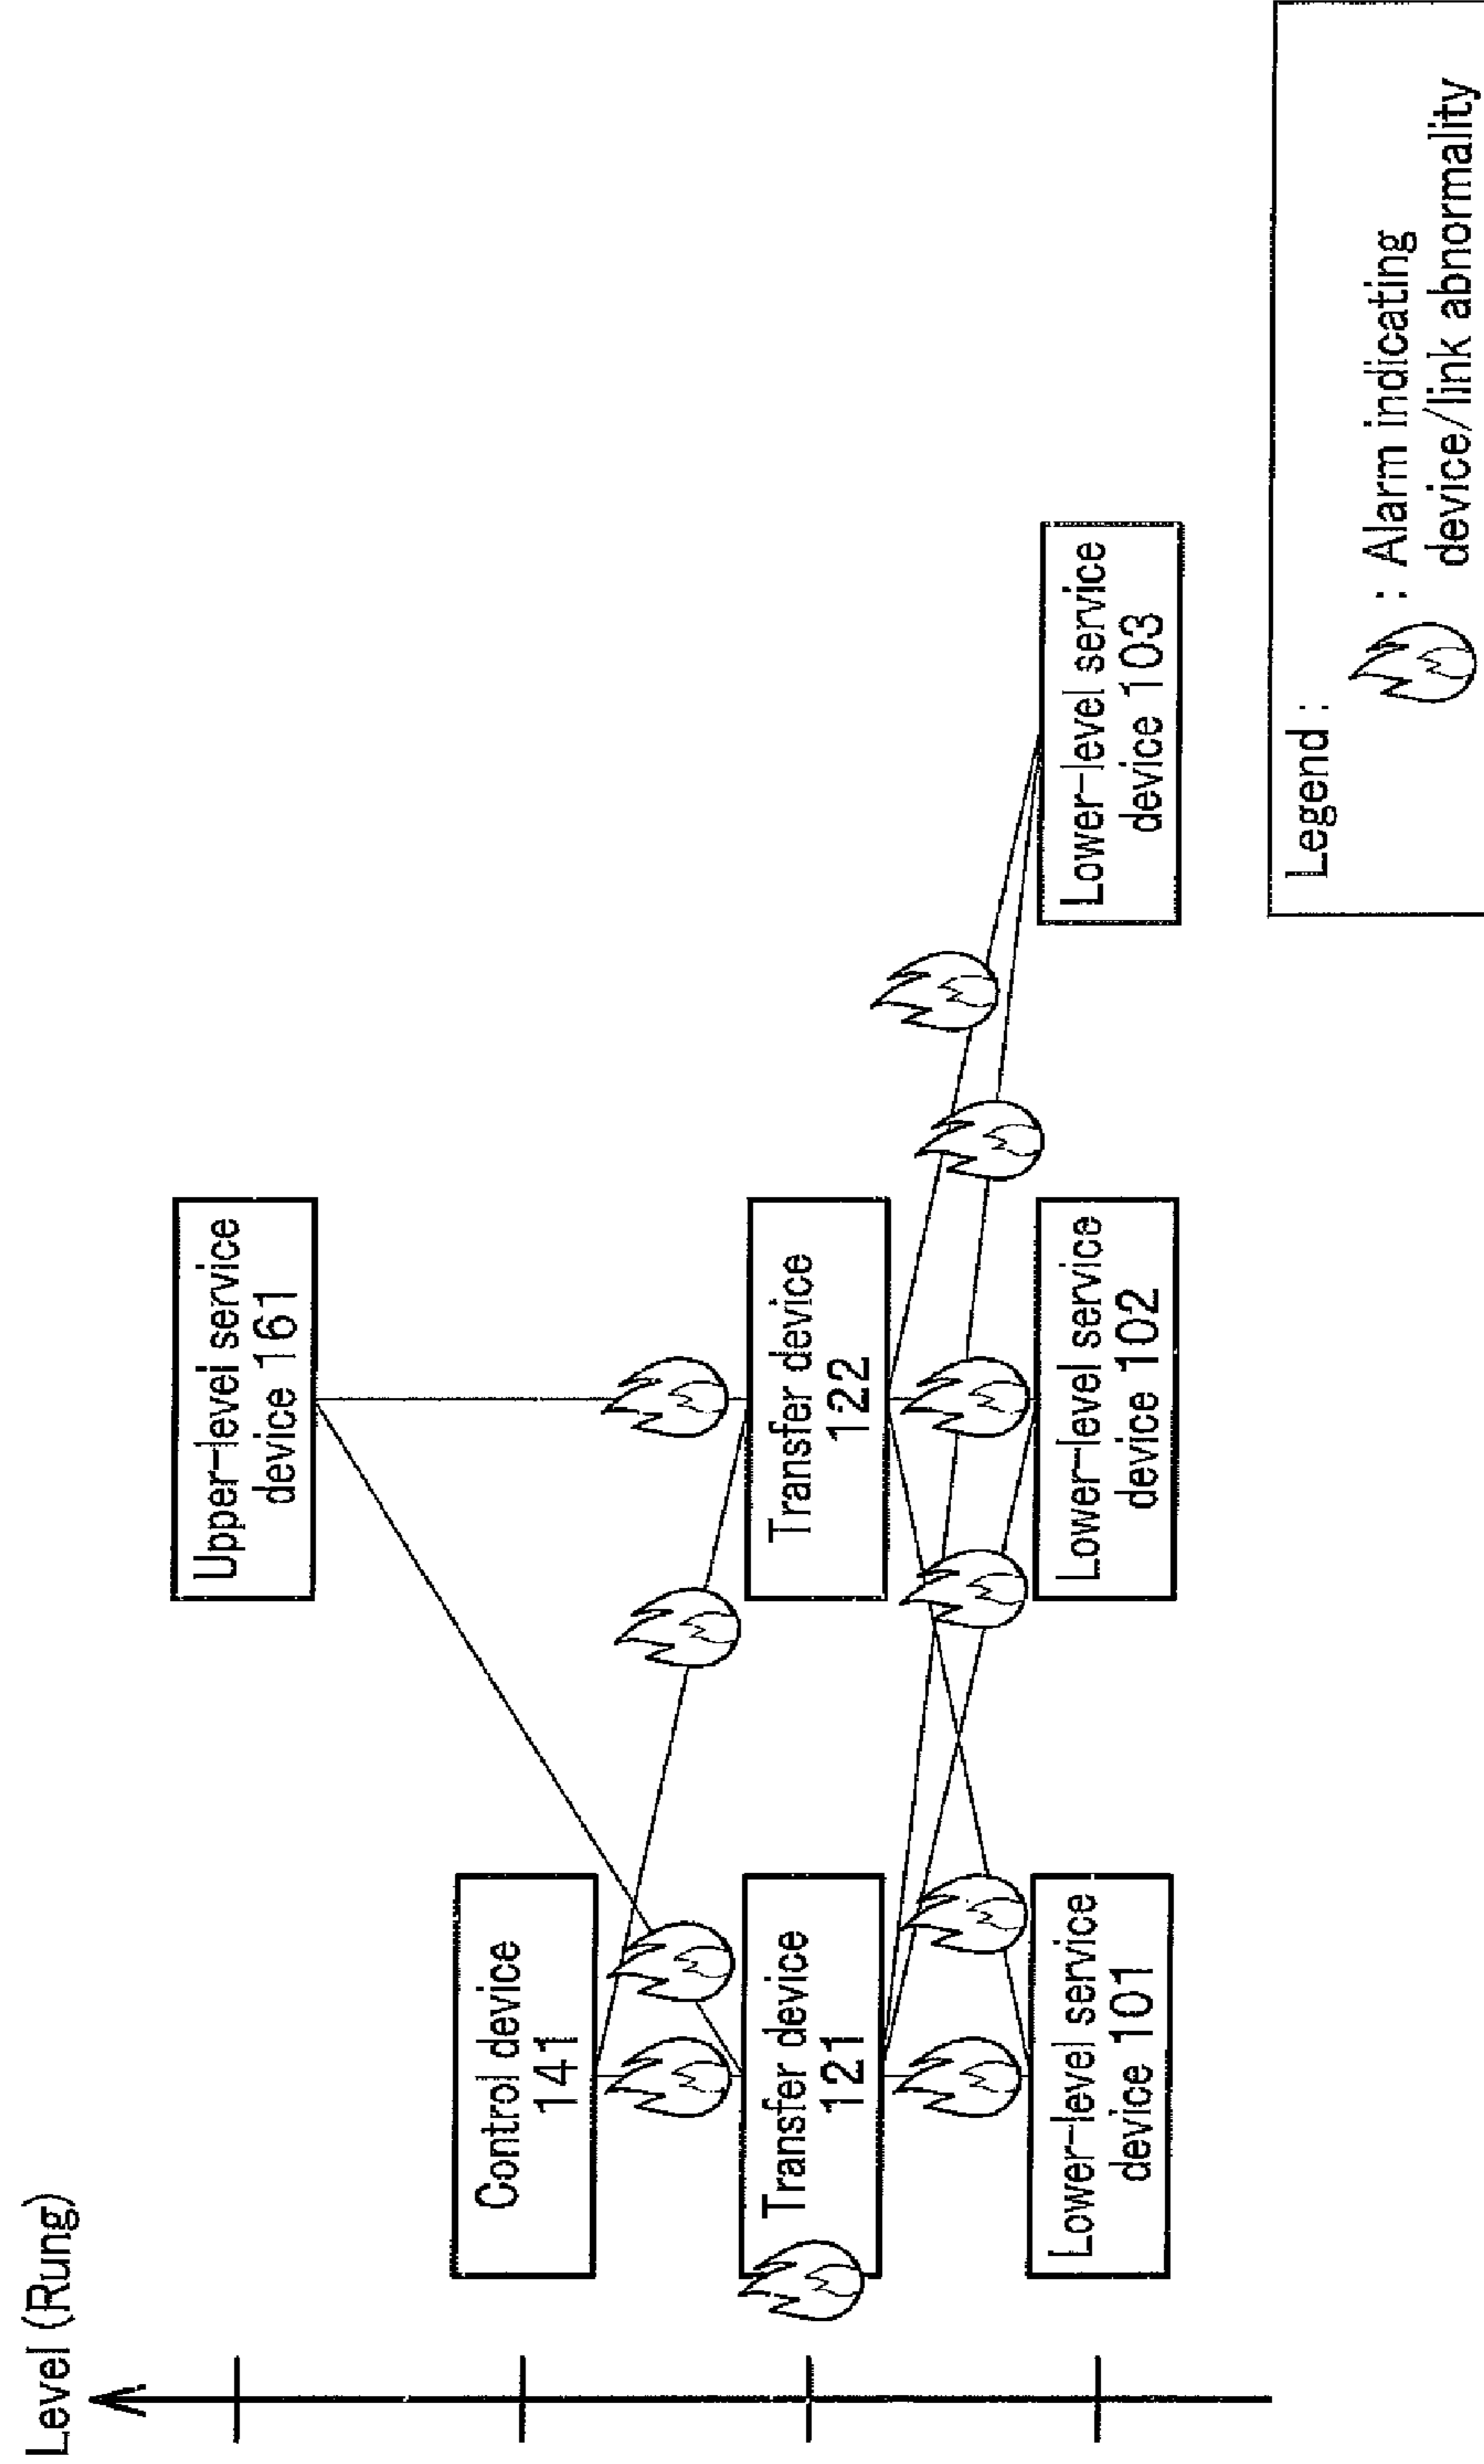 Level (Rung)
Upper-level service
device 161
Control device
141
Transfer device
121
Transfer device
122
Lower-level service
device 101
Lower-level service
device 102
Lower-level service
device 103
Legend :
: Alarm indicating
device/link abnormality